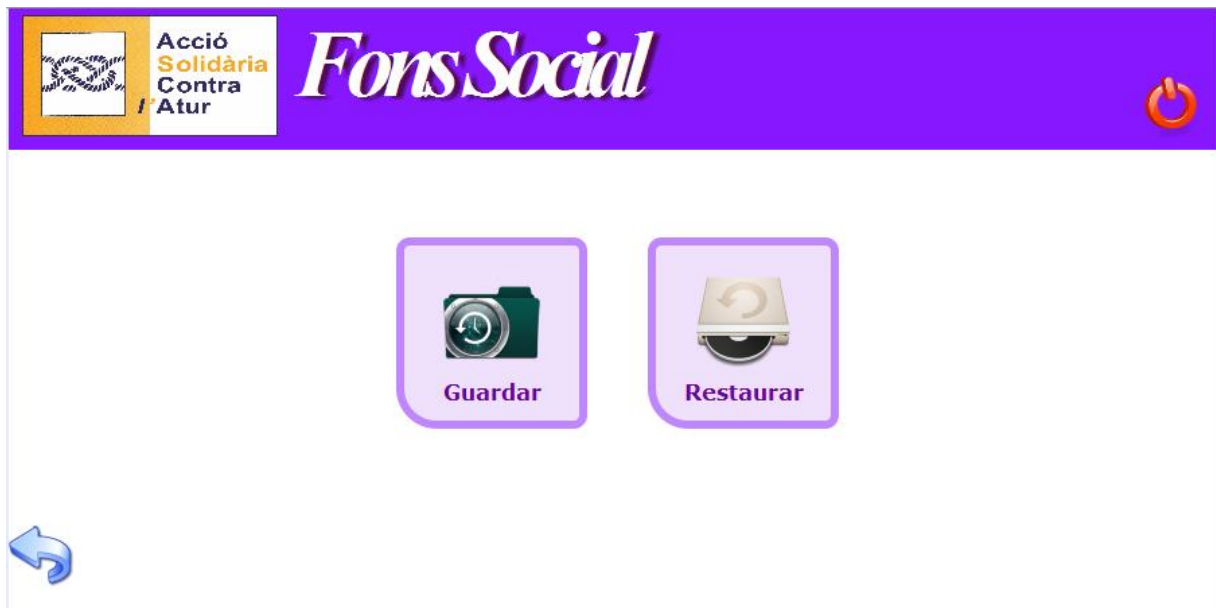 Acció
Solidària
Contra
l'Atur
Fons Social
Guardar
Restaurar